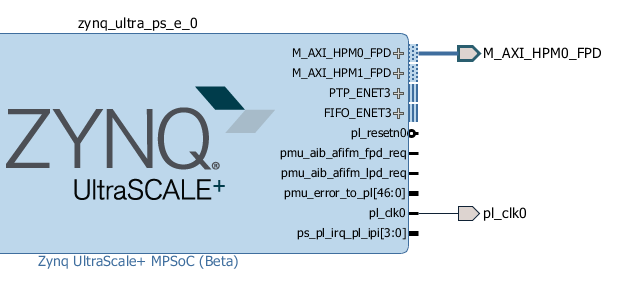 zynq_ultra_ps_e_0
M_AXI_HPM0_FPD
M_AXI_HPM0_FPD
M_AXI_HPM1_FPD
PTP_ENET3
FIFO_ENET3
pl_resetn0
pmu_aib_afifm_fpd_req
pmu_aib_afifm_lpd_req
pmu_error_to_pl[46:0]
pl_clk0
pl_clk0
ps_pl_irq_pl_ipi[3:0]
ZYNQ®
UltraSCALE+
Zynq UltraScale+ MPSoC (Beta)